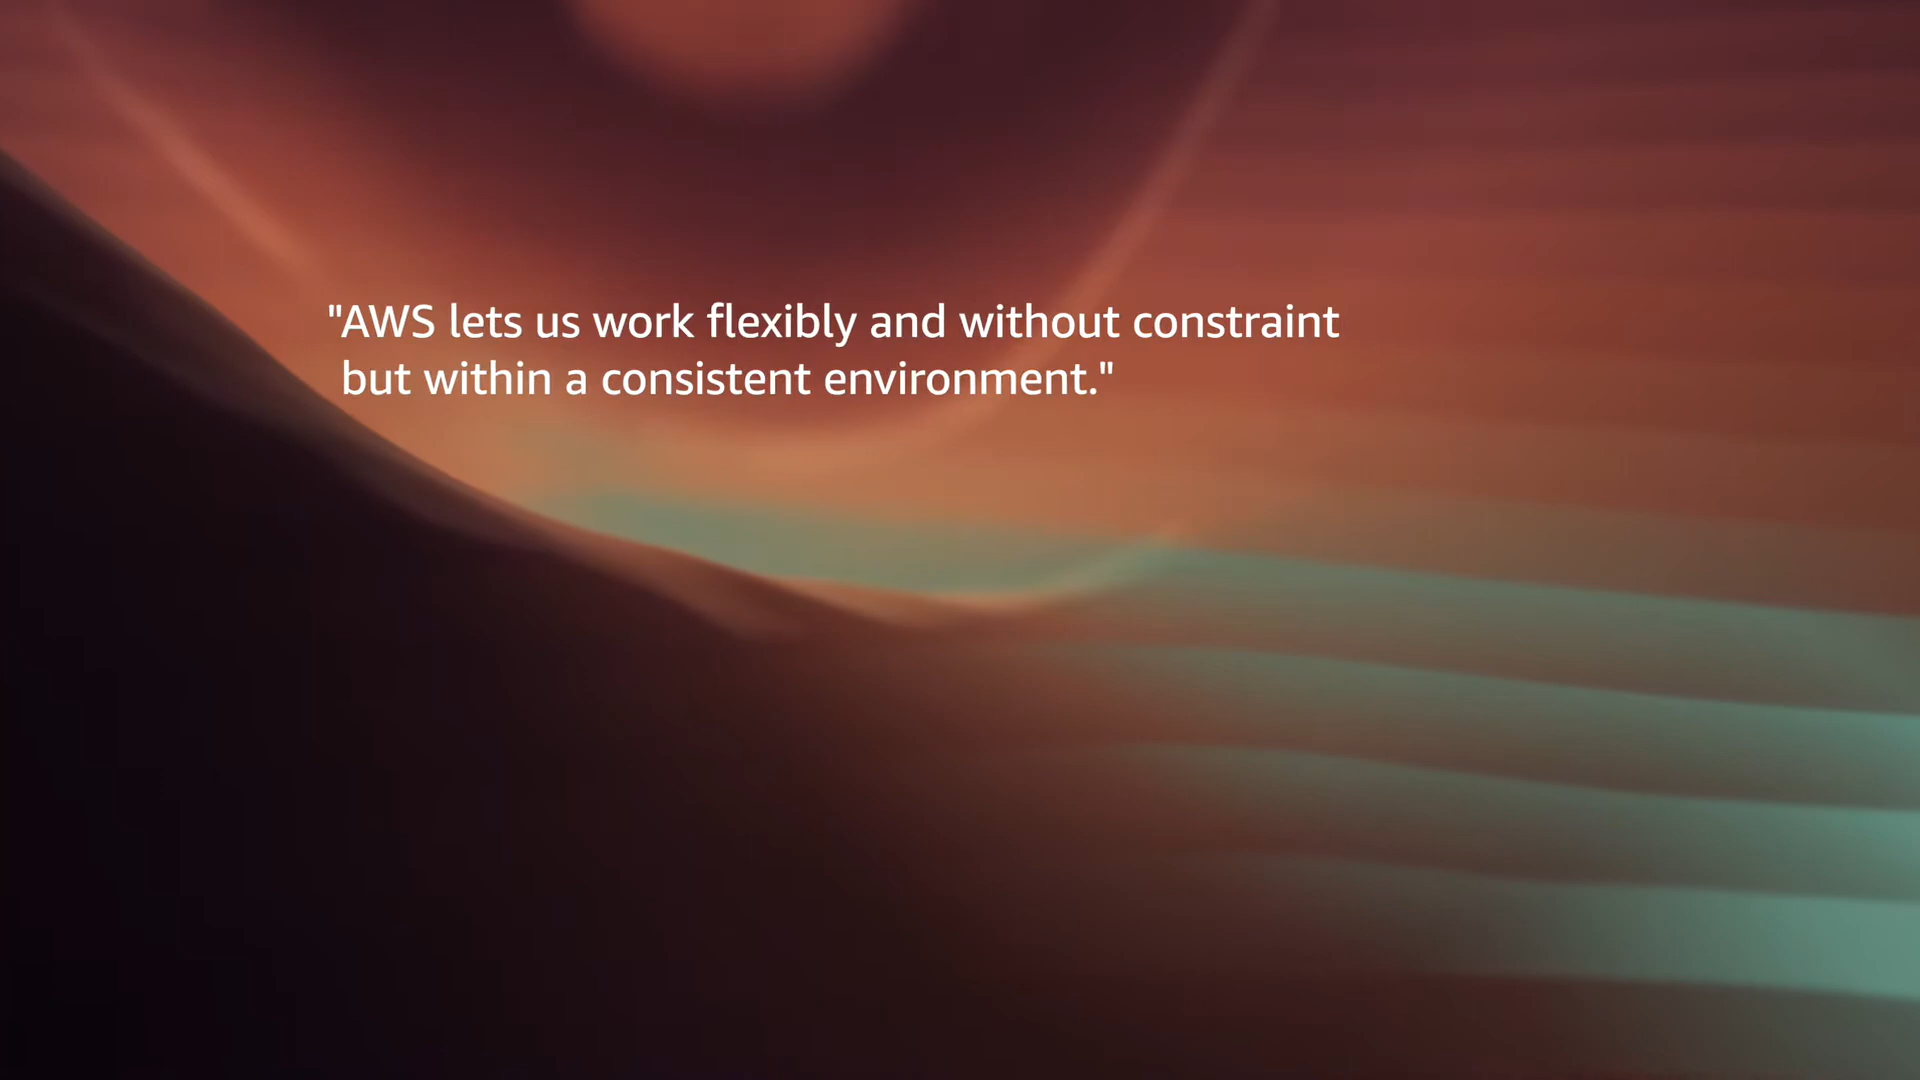 "AWS lets us work flexibly and without constraint
but within a consistent environment."